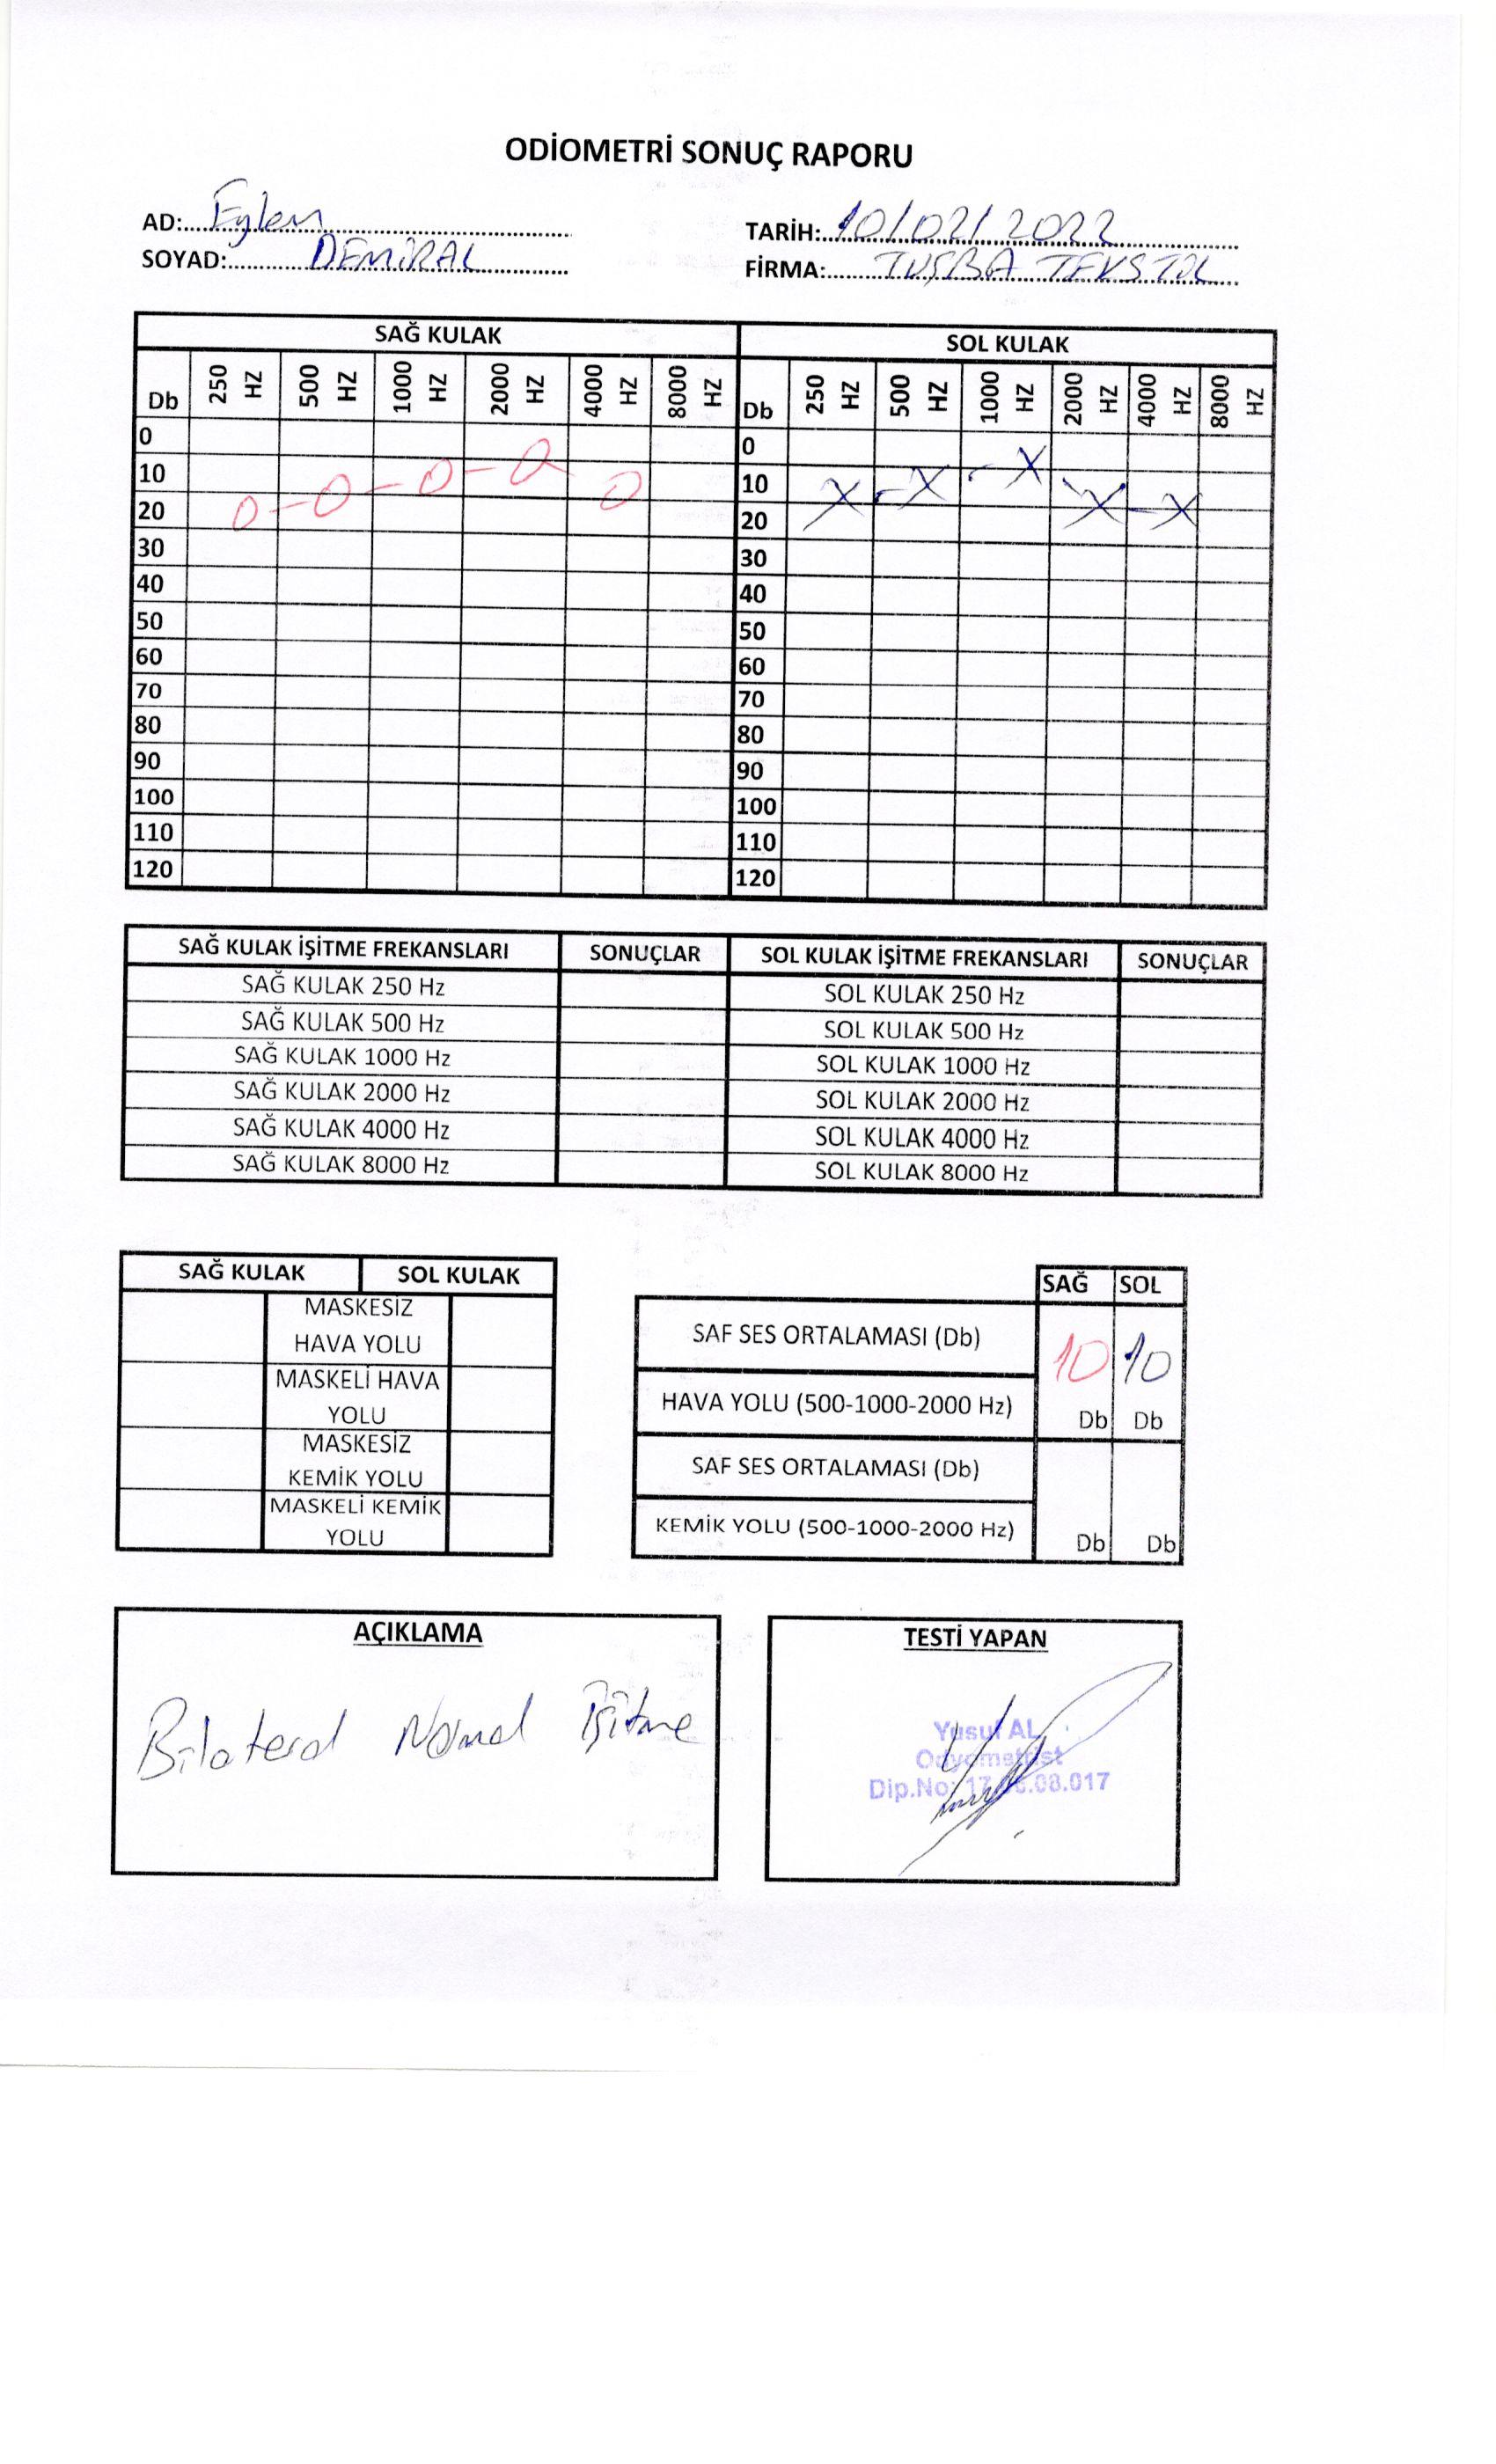 ODİOMETRİ SONUÇ RAPORU
AD: Eylem
TARİH: 10/02/2022
SOYAD: DEMİRAL
FİRMA: TUŞBA TEKSTİL
SAĞ KULAK SOL KULAK
Db 250 HZ 500 HZ 1000 HZ 2000 HZ 4000 HZ 8000 HZ Db 250 HZ 500 HZ 1000 HZ 2000 HZ 4000 HZ 8000 HZ
0 0
10 10
20 20
30 30
40 40
50 50
60 60
70 70
80 80
90 90
100 100
110 110
120 120
SAĞ KULAK İŞİTME FREKANSLARI SONUÇLAR SOL KULAK İŞİTME FREKANSLARI SONUÇLAR
SAĞ KULAK 250 Hz SOL KULAK 250 Hz
SAĞ KULAK 500 Hz SOL KULAK 500 Hz
SAĞ KULAK 1000 Hz SOL KULAK 1000 Hz
SAĞ KULAK 2000 Hz SOL KULAK 2000 Hz
SAĞ KULAK 4000 Hz SOL KULAK 4000 Hz
SAĞ KULAK 8000 Hz SOL KULAK 8000 Hz
SAĞ KULAK SOL KULAK
MASKESİZ
HAVA YOLU
MASKELİ HAVA
YOLU
MASKESİZ
KEMİK YOLU
MASKELİ KEMİK
YOLU
SAĞ SOL
SAF SES ORTALAMASI (Db) 10 10
HAVA YOLU (500-1000-2000 Hz) Db Db
SAF SES ORTALAMASI (Db)
KEMİK YOLU (500-1000-2000 Hz) Db Db
AÇIKLAMA
Bilateral Normal İşitme
TESTİ YAPAN
Yusuf AL
Odyometrist
Dip.No: